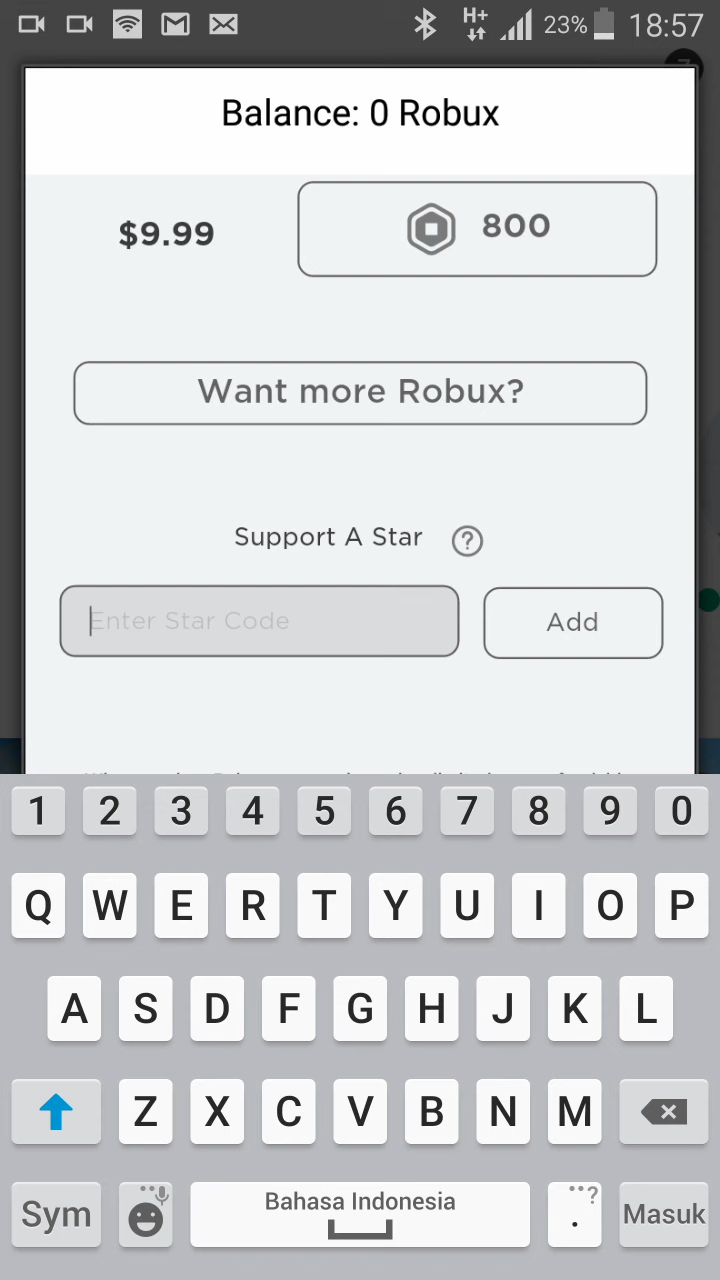 H+ 23% 18:57
Balance: 0 Robux
$9.99 800
Want more Robux?
Support A Star ?
Enter Star Code Add
1 2 3 4 5 6 7 8 9 0
Q W E R T Y U I O P
A S D F G H J K L
Z X C V B N M
Sym Bahasa Indonesia . ? Masuk